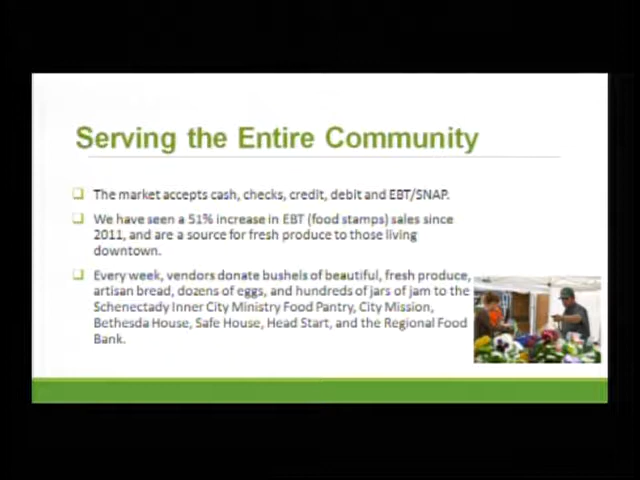 Serving the Entire Community
The market accepts cash, checks, credit, debit and EBT/SNAP.
We have seen a 51% increase in EBT (food stamps) sales since
2011, and are a source for fresh produce to those living
downtown.
Every week, vendors donate bushels of beautiful, fresh produce,
artisan bread, dozens of eggs, and hundreds of jars of jam to the
Schenectady Inner City Ministry Food Pantry, City Mission,
Bethesda House, Safe House, Head Start, and the Regional Food
Bank.